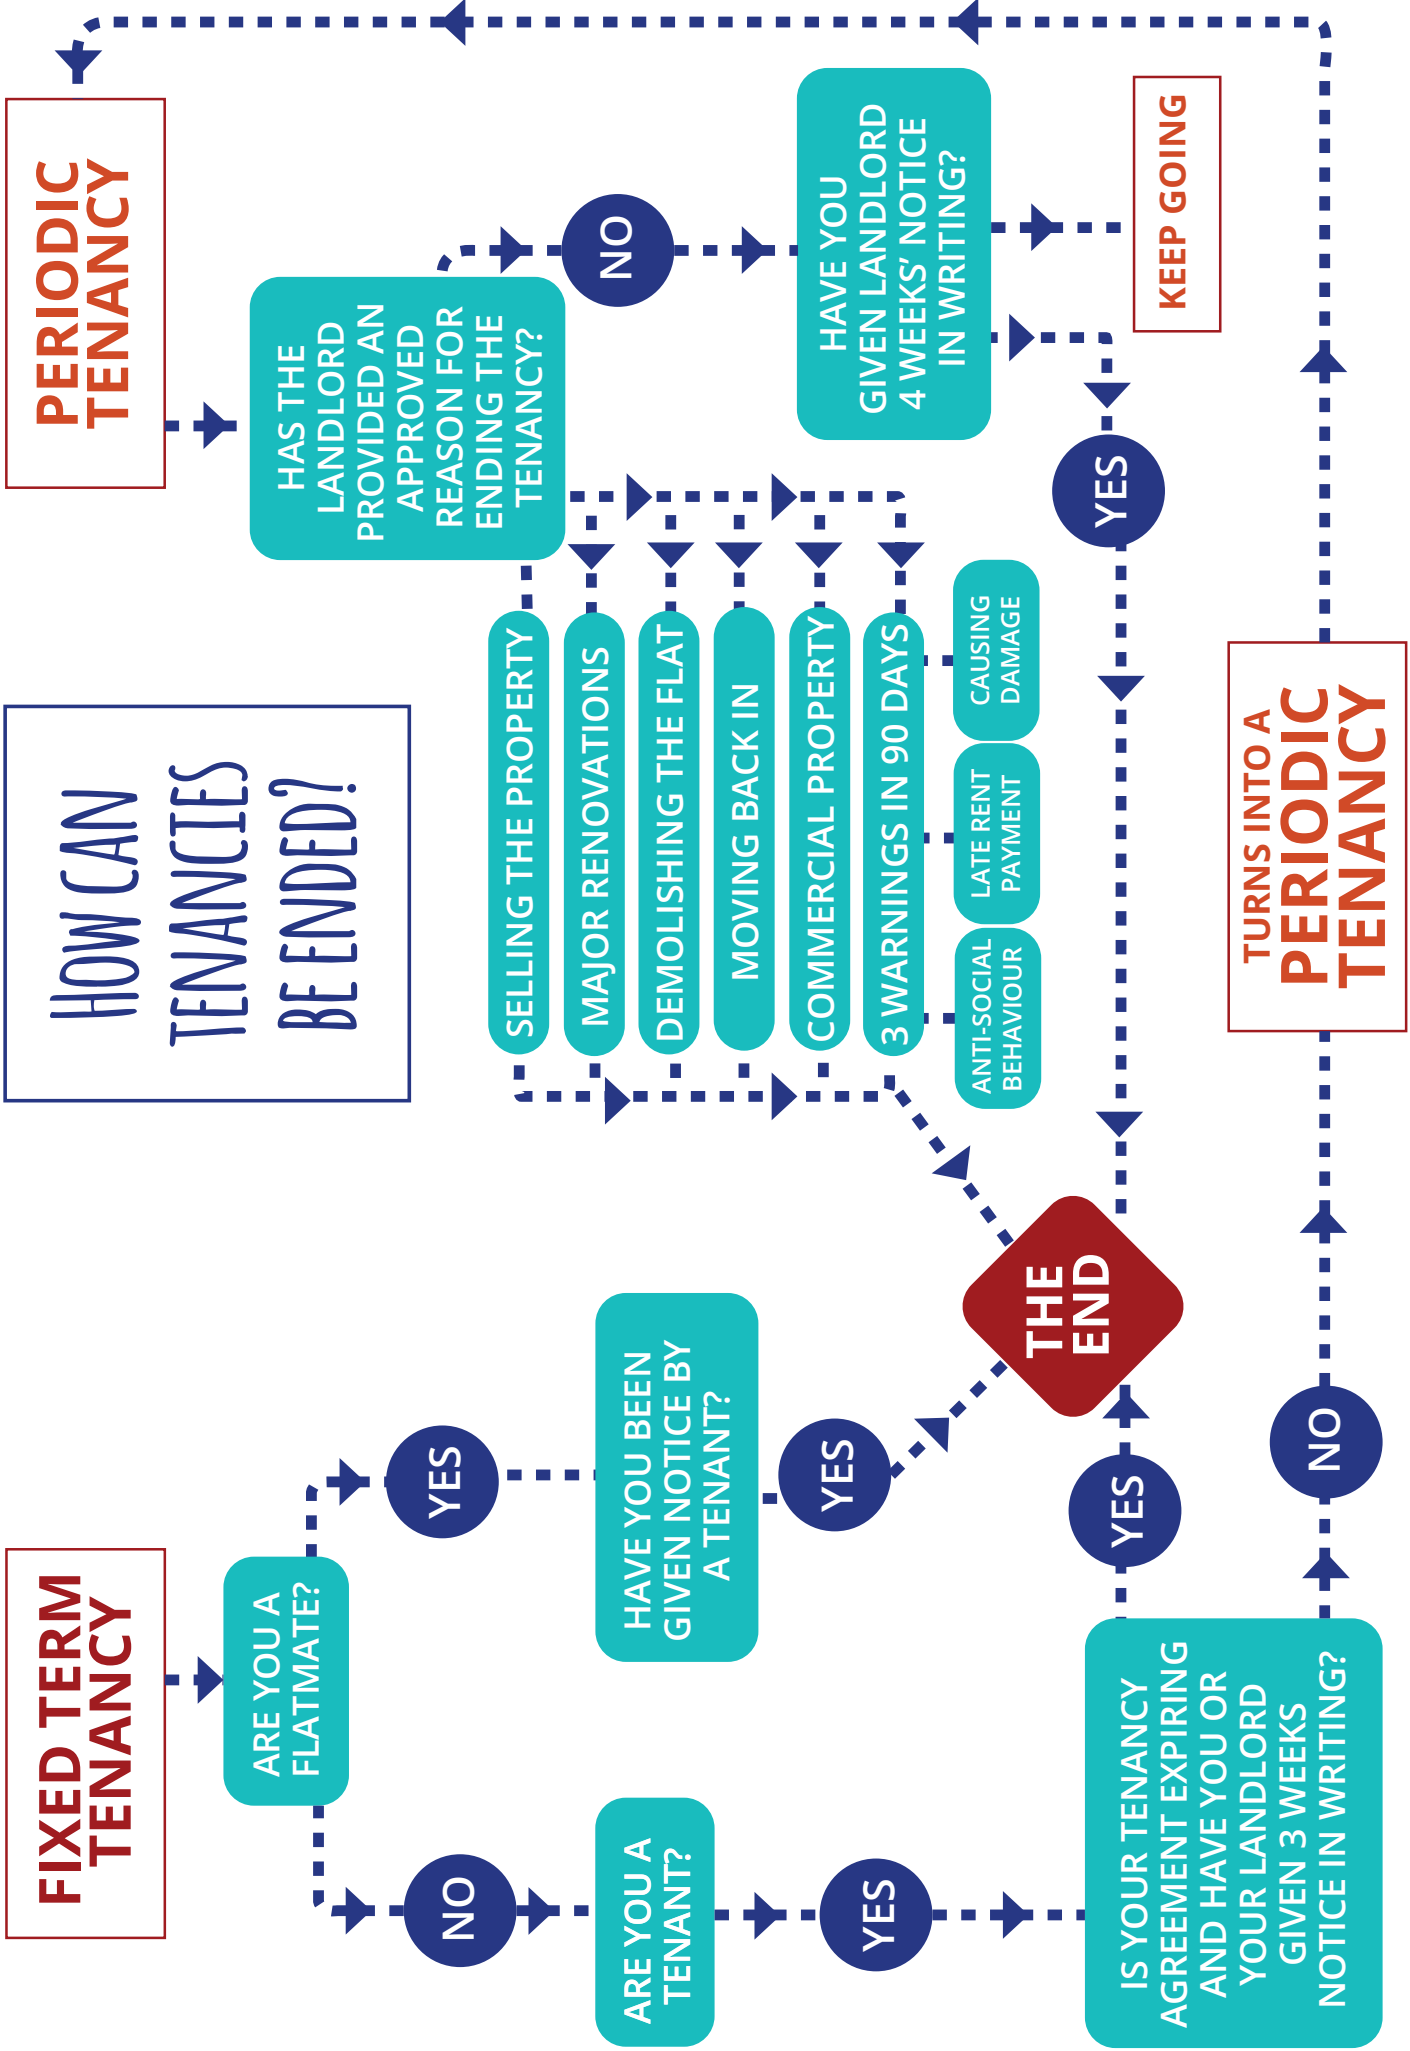 FIXED TERM
TENANCY
HOW CAN
TENANCIES
BE ENDED?
PERIODIC
TENANCY
ARE YOU A
FLATMATE?
NO
YES
ARE YOU A
TENANT?
HAVE YOU BEEN
GIVEN NOTICE BY
A TENANT?
YES
YES
IS YOUR TENANCY
AGREEMENT EXPIRING
AND HAVE YOU OR
YOUR LANDLORD
GIVEN 3 WEEKS
NOTICE IN WRITING?
YES
NO
THE
END
HAS THE
LANDLORD
PROVIDED AN
APPROVED
REASON FOR
ENDING THE
TENANCY?
SELLING THE PROPERTY
MAJOR RENOVATIONS
DEMOLISHING THE FLAT
MOVING BACK IN
COMMERCIAL PROPERTY
3 WARNINGS IN 90 DAYS
ANTI-SOCIAL
BEHAVIOUR
LATE RENT
PAYMENT
CAUSING
DAMAGE
NO
HAVE YOU
GIVEN LANDLORD
4 WEEKS’ NOTICE
IN WRITING?
YES
KEEP GOING
TURNS INTO A
PERIODIC
TENANCY